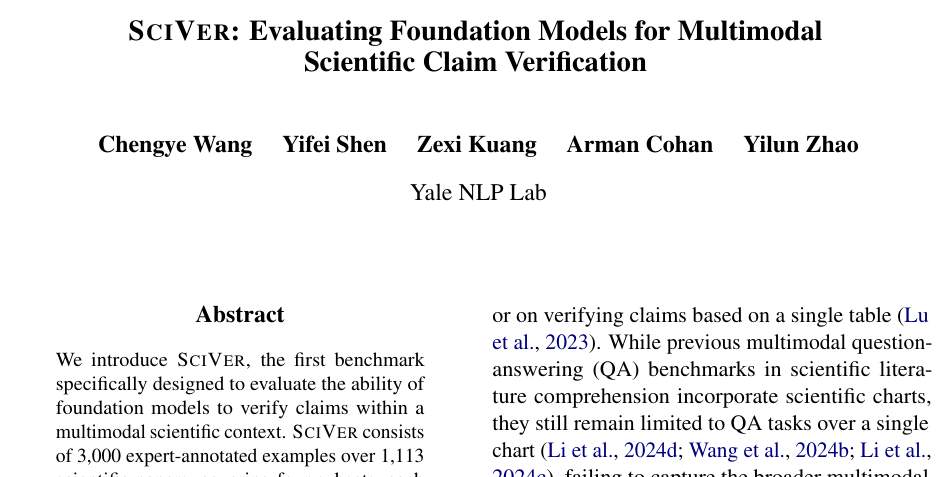 SCIVER: Evaluating Foundation Models for Multimodal
Scientific Claim Verification
Chengye Wang Yifei Shen Zexi Kuang Arman Cohan Yilun Zhao
Yale NLP Lab
Abstract
We introduce SCIVER, the first benchmark
specifically designed to evaluate the ability of
foundation models to verify claims within a
multimodal scientific context. SCIVER consists
of 3,000 expert-annotated examples over 1,113
or on verifying claims based on a single table (Lu
et al., 2023). While previous multimodal question-
answering (QA) benchmarks in scientific litera-
ture comprehension incorporate scientific charts,
they still remain limited to QA tasks over a single
chart (Li et al., 2024d; Wang et al., 2024b; Li et al.,
failing to capture the broader multimodal